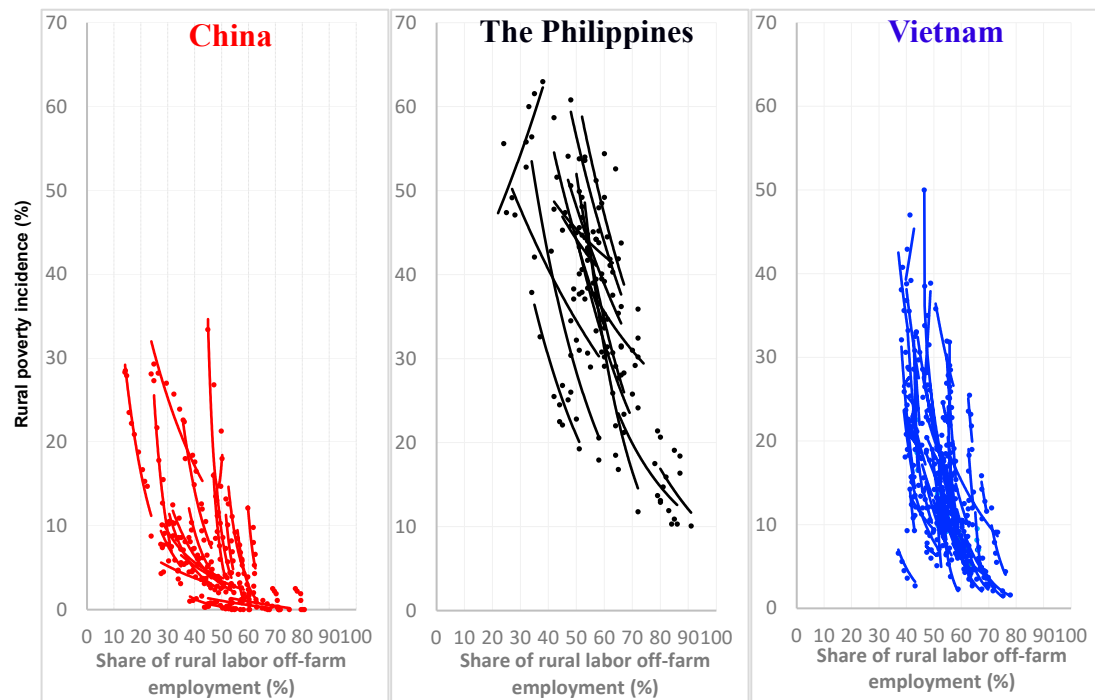 China
The Philippines
Vietnam
Rural poverty incidence (%)
70
60
50
40
30
20
10
0
0 10 20 30 40 50 60 70 80 90100
Share of rural labor off-farm
employment (%)
70
60
50
40
30
20
10
0
0 10 20 30 40 50 60 70 80 90 100
Share of rural labor off-farm
employment (%)
70
60
50
40
30
20
10
0
0 10 20 30 40 50 60 70 80 90100
Share of rural labor off-farm
employment (%)